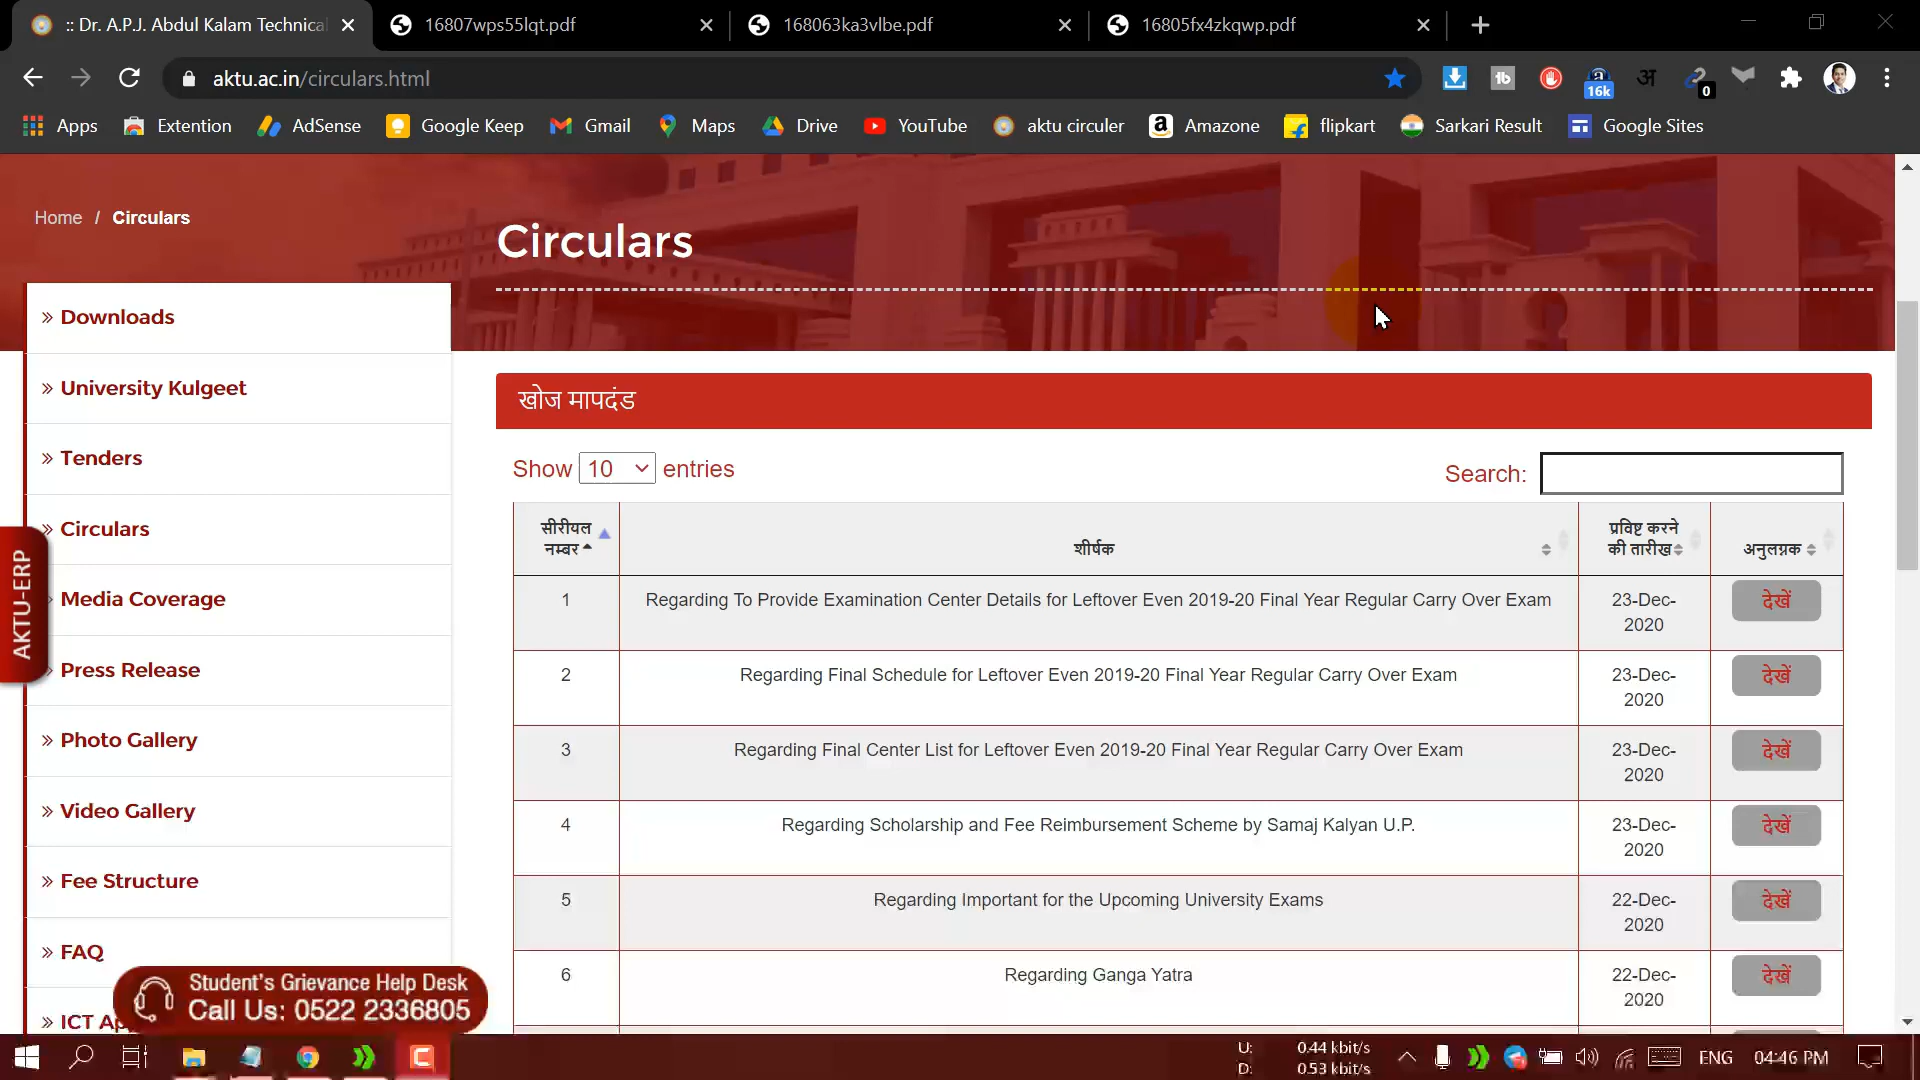 :: Dr. A.P.J. Abdul Kalam Technica
16807wps55lqt.pdf
168063ka3vlbe.pdf
16805fx4zkqwp.pdf
aktu.ac.in/circulars.html
16k
अ
0
Apps
Extention
AdSense
Google Keep
Gmail
Maps
Drive
YouTube
aktu circuler
Amazone
flipkart
Sarkari Result
Google Sites
Home / Circulars
Circulars
Downloads
University Kulgeet
Tenders
Circulars
Media Coverage
Press Release
Photo Gallery
Video Gallery
Fee Structure
FAQ
ICT
AKTU-ERP
Student's Grievance Help Desk
Call Us: 0522 2336805
खोज मापदंड
Show 10 entries
Search:
सीरीयल नम्बर
शीर्षक
प्रविष्ट करने की तारीख
अनुलग्नक
1 Regarding To Provide Examination Center Details for Leftover Even 2019-20 Final Year Regular Carry Over Exam 23-Dec-2020 देखें
2 Regarding Final Schedule for Leftover Even 2019-20 Final Year Regular Carry Over Exam 23-Dec-2020 देखें
3 Regarding Final Center List for Leftover Even 2019-20 Final Year Regular Carry Over Exam 23-Dec-2020 देखें
4 Regarding Scholarship and Fee Reimbursement Scheme by Samaj Kalyan U.P. 23-Dec-2020 देखें
5 Regarding Important for the Upcoming University Exams 22-Dec-2020 देखें
6 Regarding Ganga Yatra 22-Dec-2020 देखें
U: 0.44 kbit/s
D: 0.53 kbit/s
ENG
04:46 PM